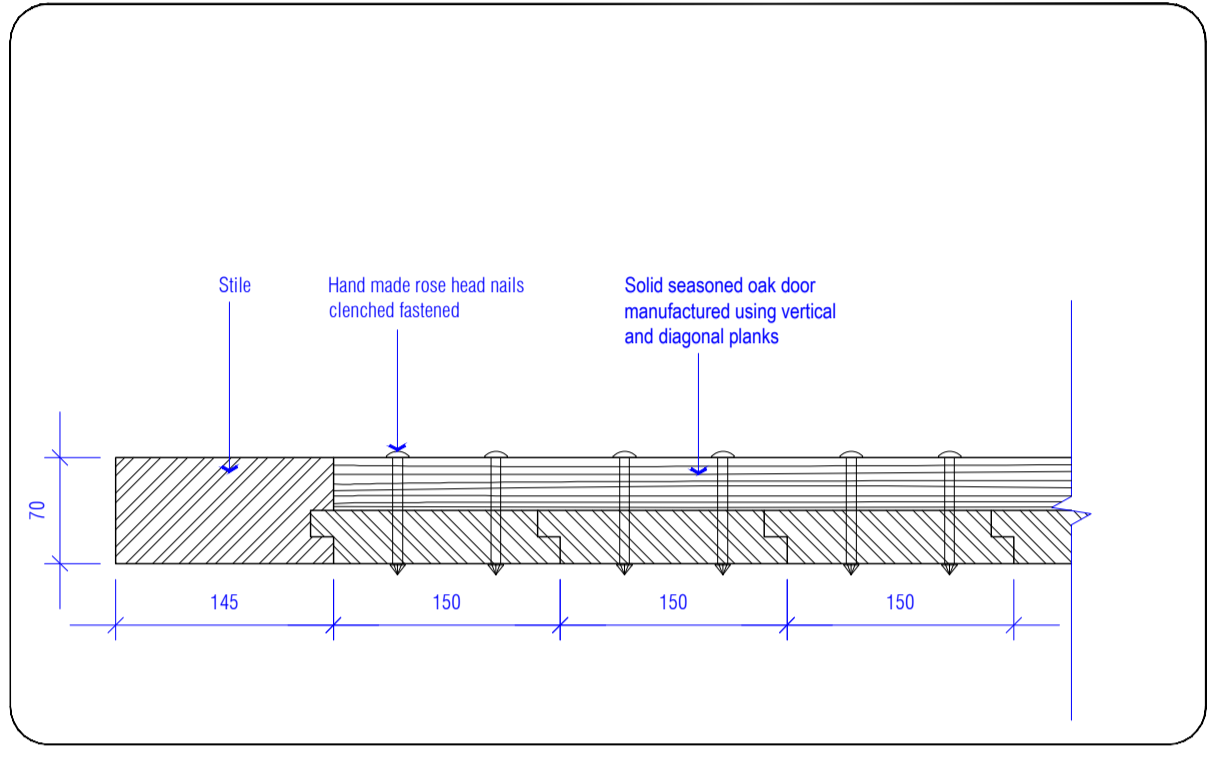 Stile
Hand made rose head nails
clenched fastened
Solid seasoned oak door
manufactured using vertical
and diagonal planks
70
145
150
150
150